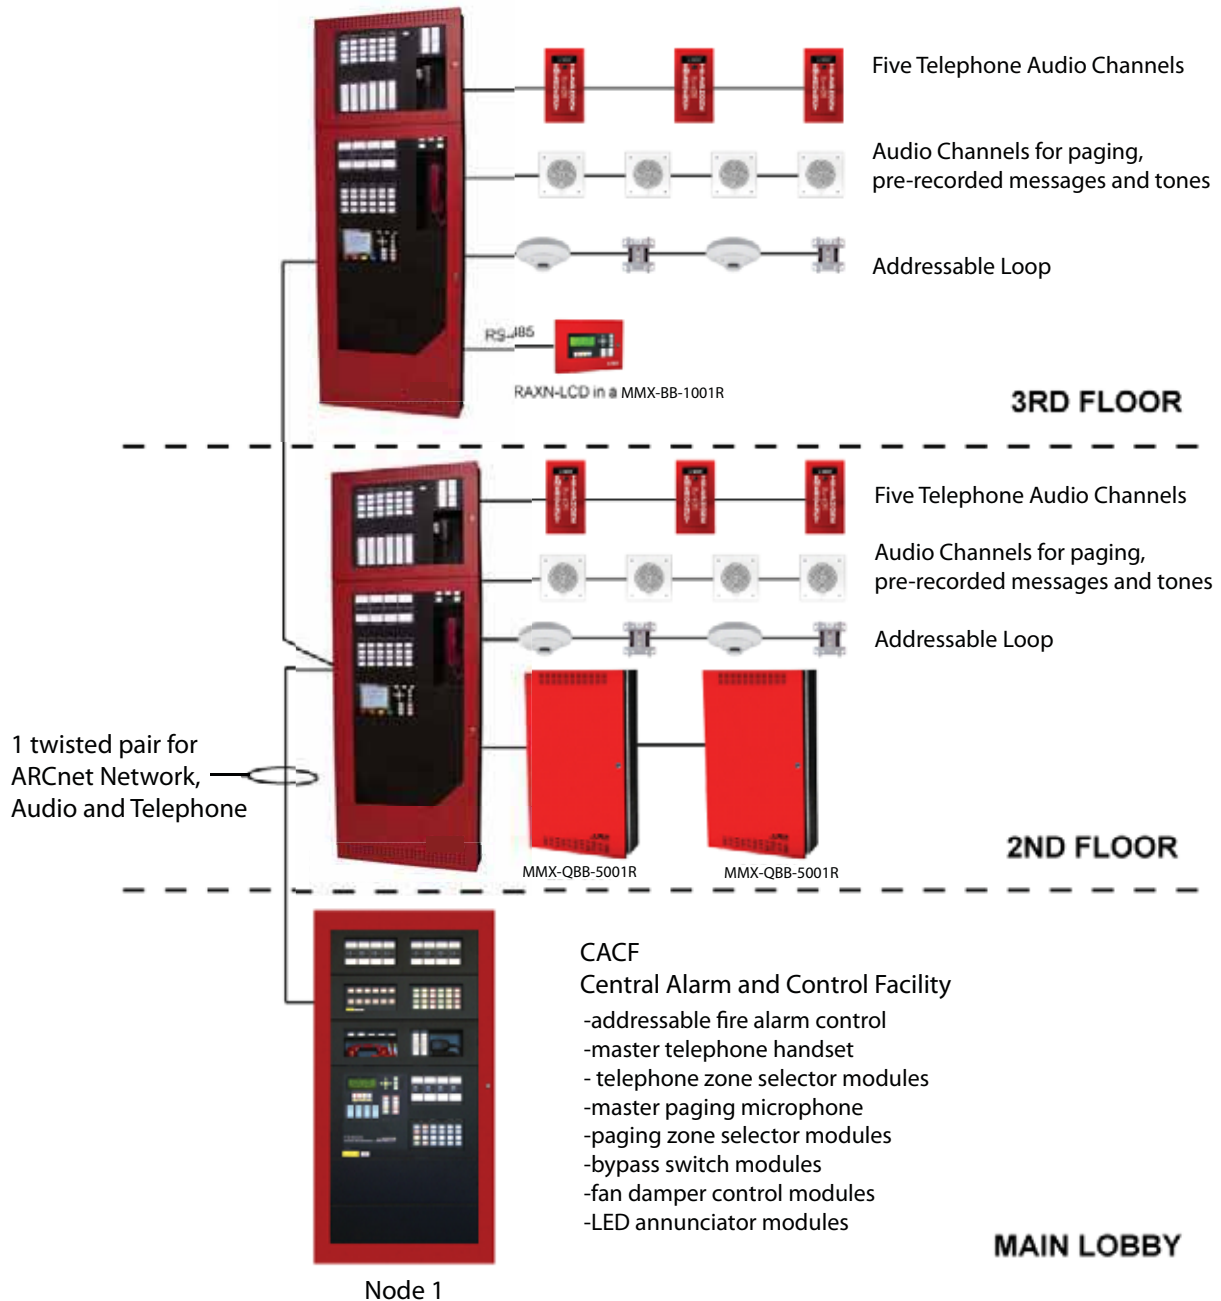 Five Telephone Audio Channels
Audio Channels for paging,
pre-recorded messages and tones
Addressable Loop
RS-485
RAXN-LCD in a MMX-BB-1001R
3RD FLOOR
Five Telephone Audio Channels
Audio Channels for paging,
pre-recorded messages and tones
Addressable Loop
1 twisted pair for
ARCnet Network,
Audio and Telephone
MMX-QBB-5001R
MMX-QBB-5001R
2ND FLOOR
CACF
Central Alarm and Control Facility
-addressable fire alarm control
-master telephone handset
- telephone zone selector modules
-master paging microphone
-paging zone selector modules
-bypass switch modules
-fan damper control modules
-LED annunciator modules
MAIN LOBBY
Node 1